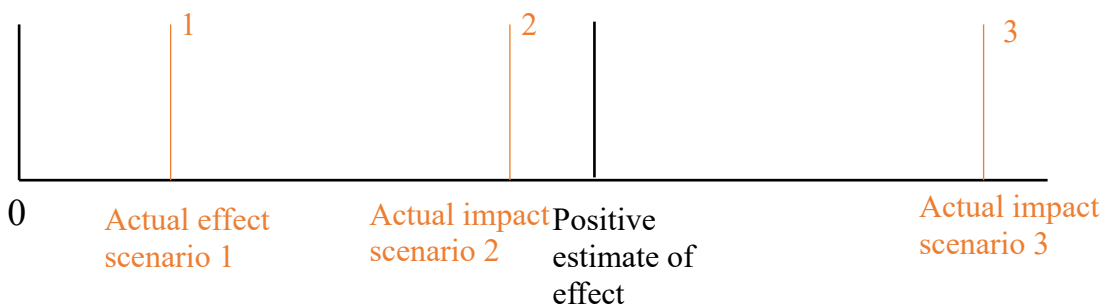 1
2
3
0
Actual effect
scenario 1
Actual impact
scenario 2
Positive
estimate of
effect
Actual impact
scenario 3